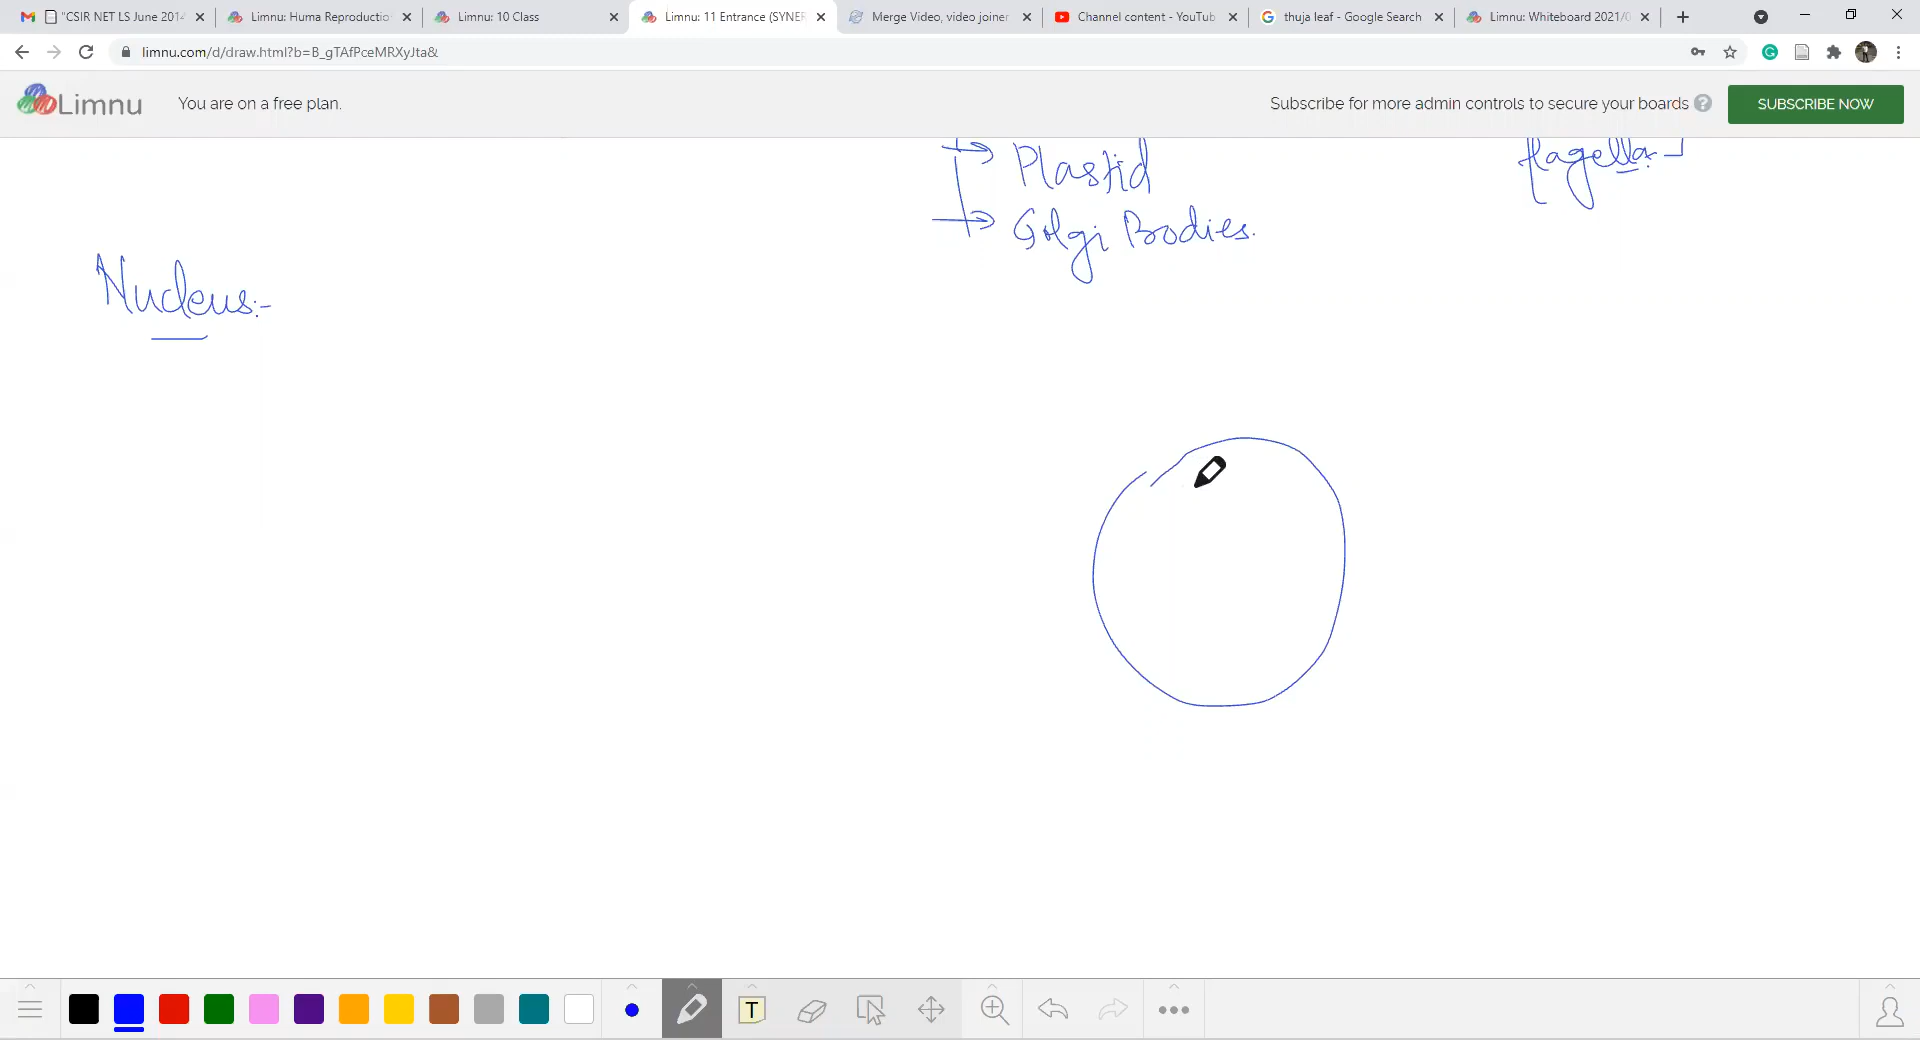 "CSIR NET LS June 2014
Limnu: Huma Reproductio
Limnu: 10 Class
Limnu: 11 Entrance (SYNER
Merge Video, video joiner
Channel content - YouTub
thuja leaf - Google Search
Limnu: Whiteboard 2021/0
limnu.com/d/draw.html?b=B_gTAfPceMRXyJta&
Limnu
You are on a free plan.
Subscribe for more admin controls to secure your boards ?
SUBSCRIBE NOW
Plastid
flagella
Golgi Bodies.
Nucleus:-
T